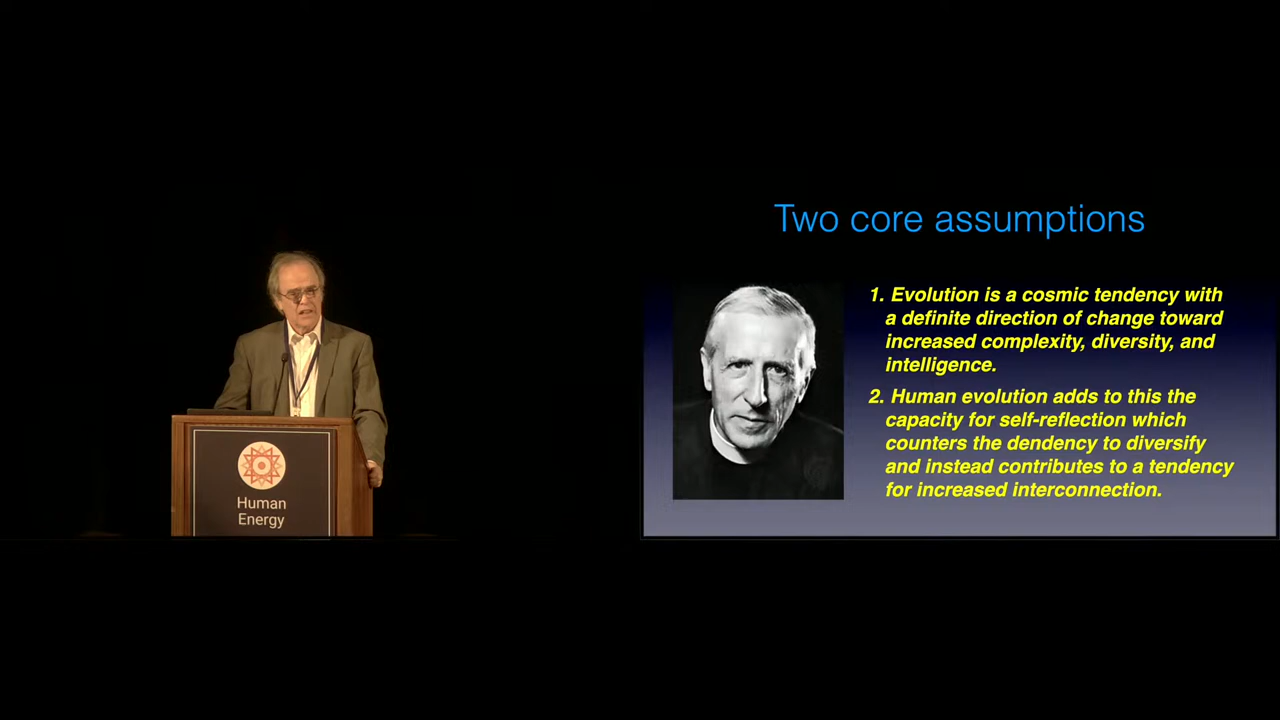 Two core assumptions
1. Evolution is a cosmic tendency with
a definite direction of change toward
increased complexity, diversity, and
intelligence.
2. Human evolution adds to this the
capacity for self-reflection which
counters the dendency to diversify
and instead contributes to a tendency
for increased interconnection.
Human
Energy